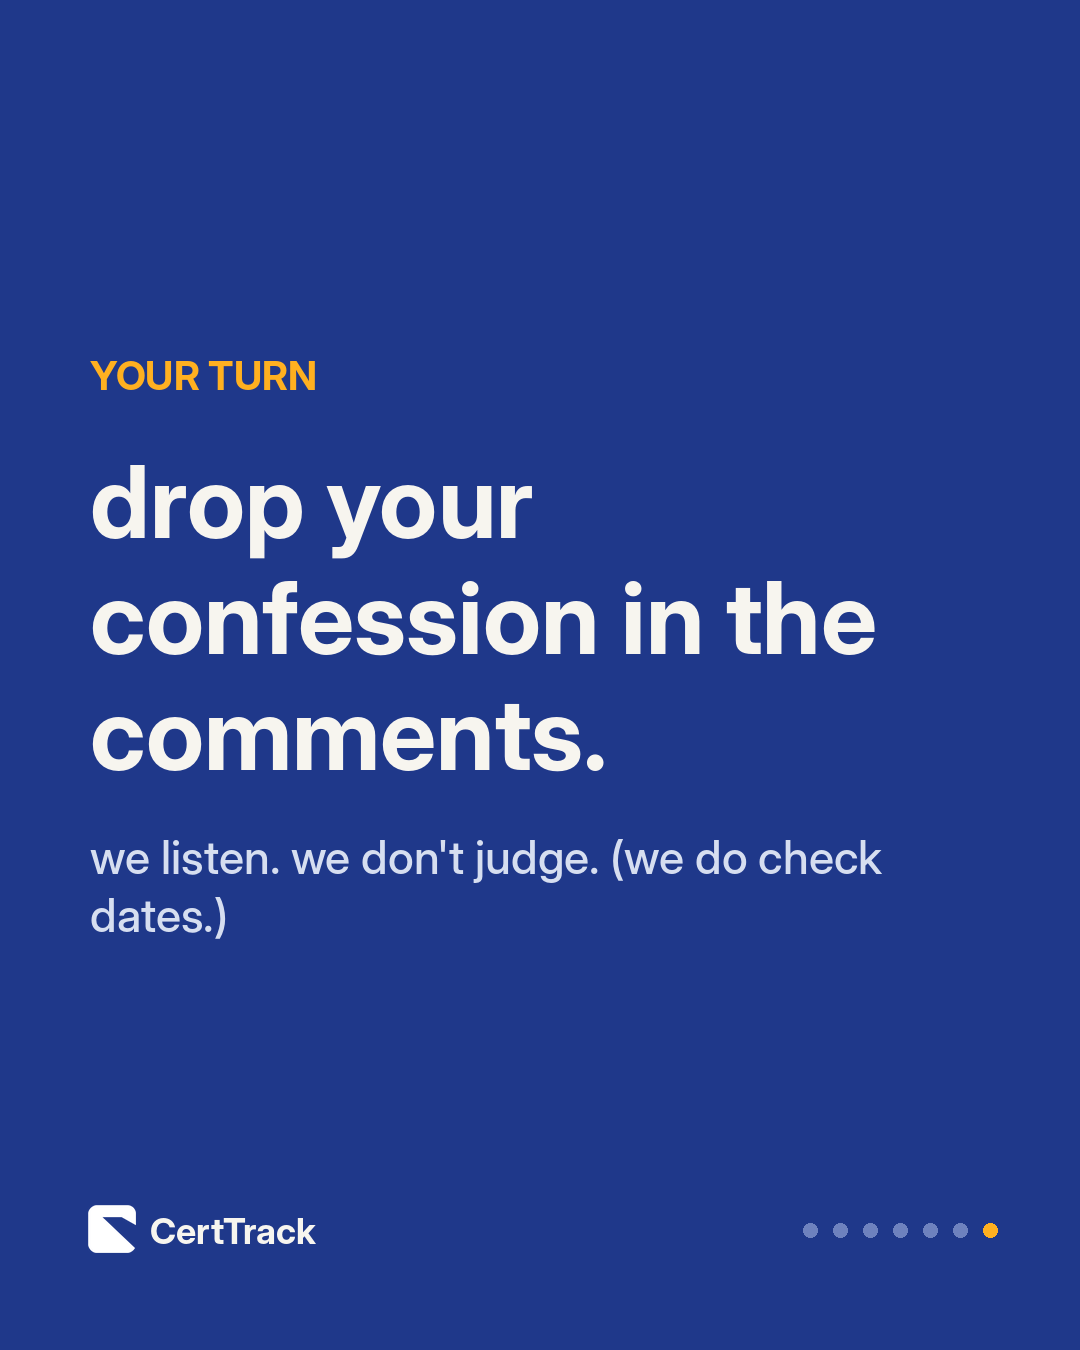 YOUR TURN
drop your
confession in the
comments.
we listen. we don't judge. (we do check
dates.)
CertTrack